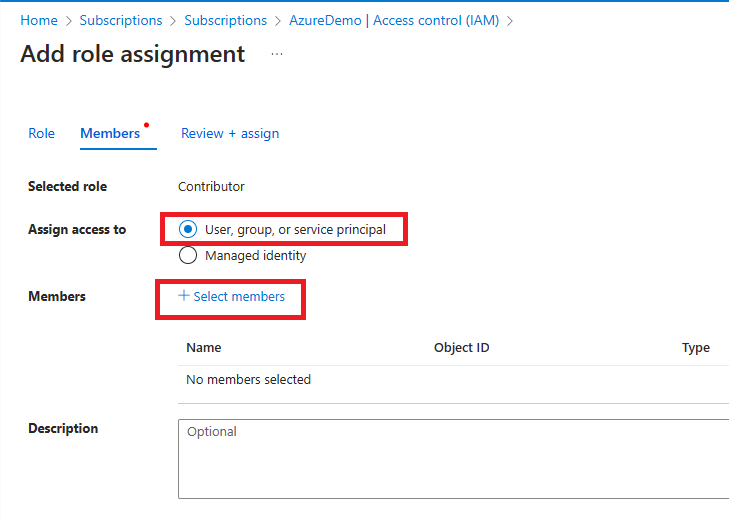 Home > Subscriptions > Subscriptions > AzureDemo | Access control (IAM) >
Add role assignment ...
Role Members Review + assign
Selected role Contributor
Assign access to User, group, or service principal
Managed identity
Members + Select members
Name Object ID Type
No members selected
Description Optional